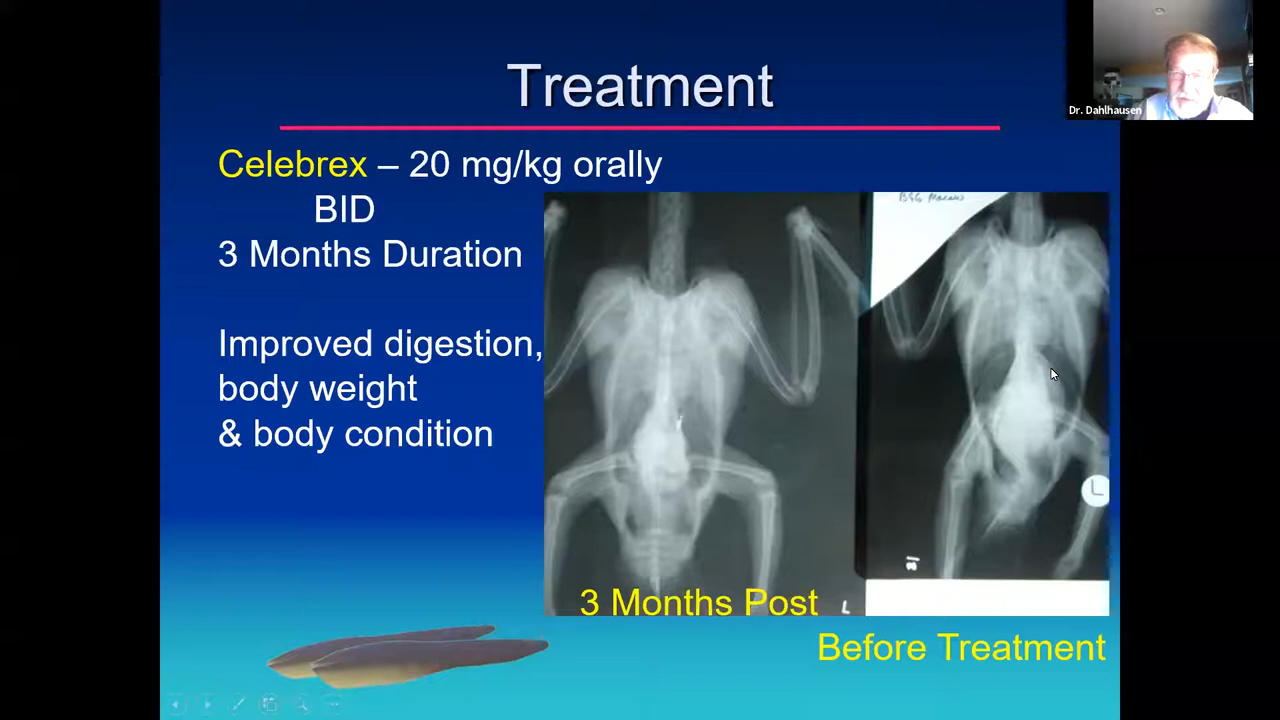 Treatment
Dr. Dahlhausen
Celebrex – 20 mg/kg orally
BID
3 Months Duration
Improved digestion,
body weight
& body condition
B&G Macaw
L
3 Months Post
L
Before Treatment